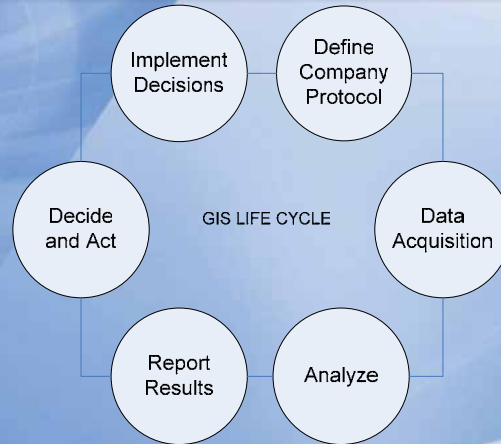 Implement
Decisions
Define
Company
Protocol
Decide
and Act
GIS LIFE CYCLE
Data
Acquisition
Report
Results
Analyze